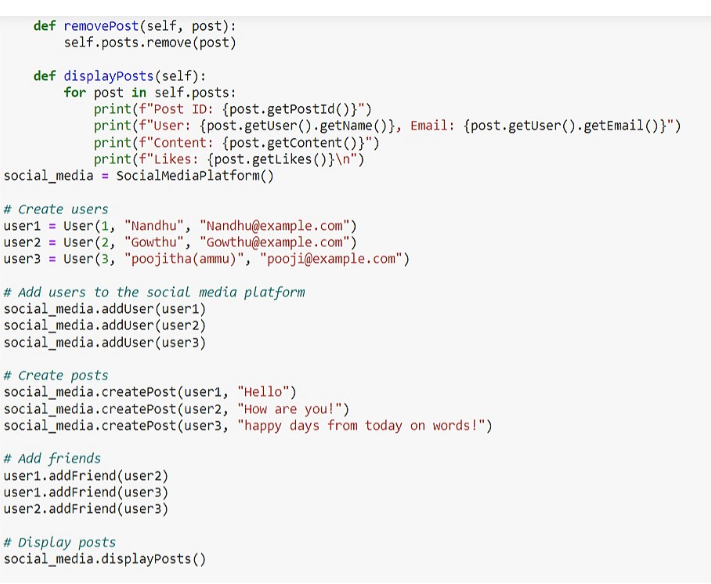 def removePost(self, post):
self.posts.remove(post)
def displayPosts(self):
for post in self.posts:
print(f"Post ID: {post.getPostId()}")
print(f"User: {post.getUser().getName()}, Email: {post.getUser().getEmail()}")
print(f"Content: {post.getContent()}")
print(f"Likes: {post.getLikes()}\n")
social_media = SocialMediaPlatform()
# Create users
user1 = User(1, "Nandhu", "Nandhu@example.com")
user2 = User(2, "Gowthu", "Gowthu@example.com")
user3 = User(3, "poojitha(ammu)", "pooji@example.com")
# Add users to the social media platform
social_media.addUser(user1)
social_media.addUser(user2)
social_media.addUser(user3)
# Create posts
social_media.createPost(user1, "Hello")
social_media.createPost(user2, "How are you!")
social_media.createPost(user3, "happy days from today on words!")
# Add friends
user1.addFriend(user2)
user1.addFriend(user3)
user2.addFriend(user3)
# Display posts
social_media.displayPosts()